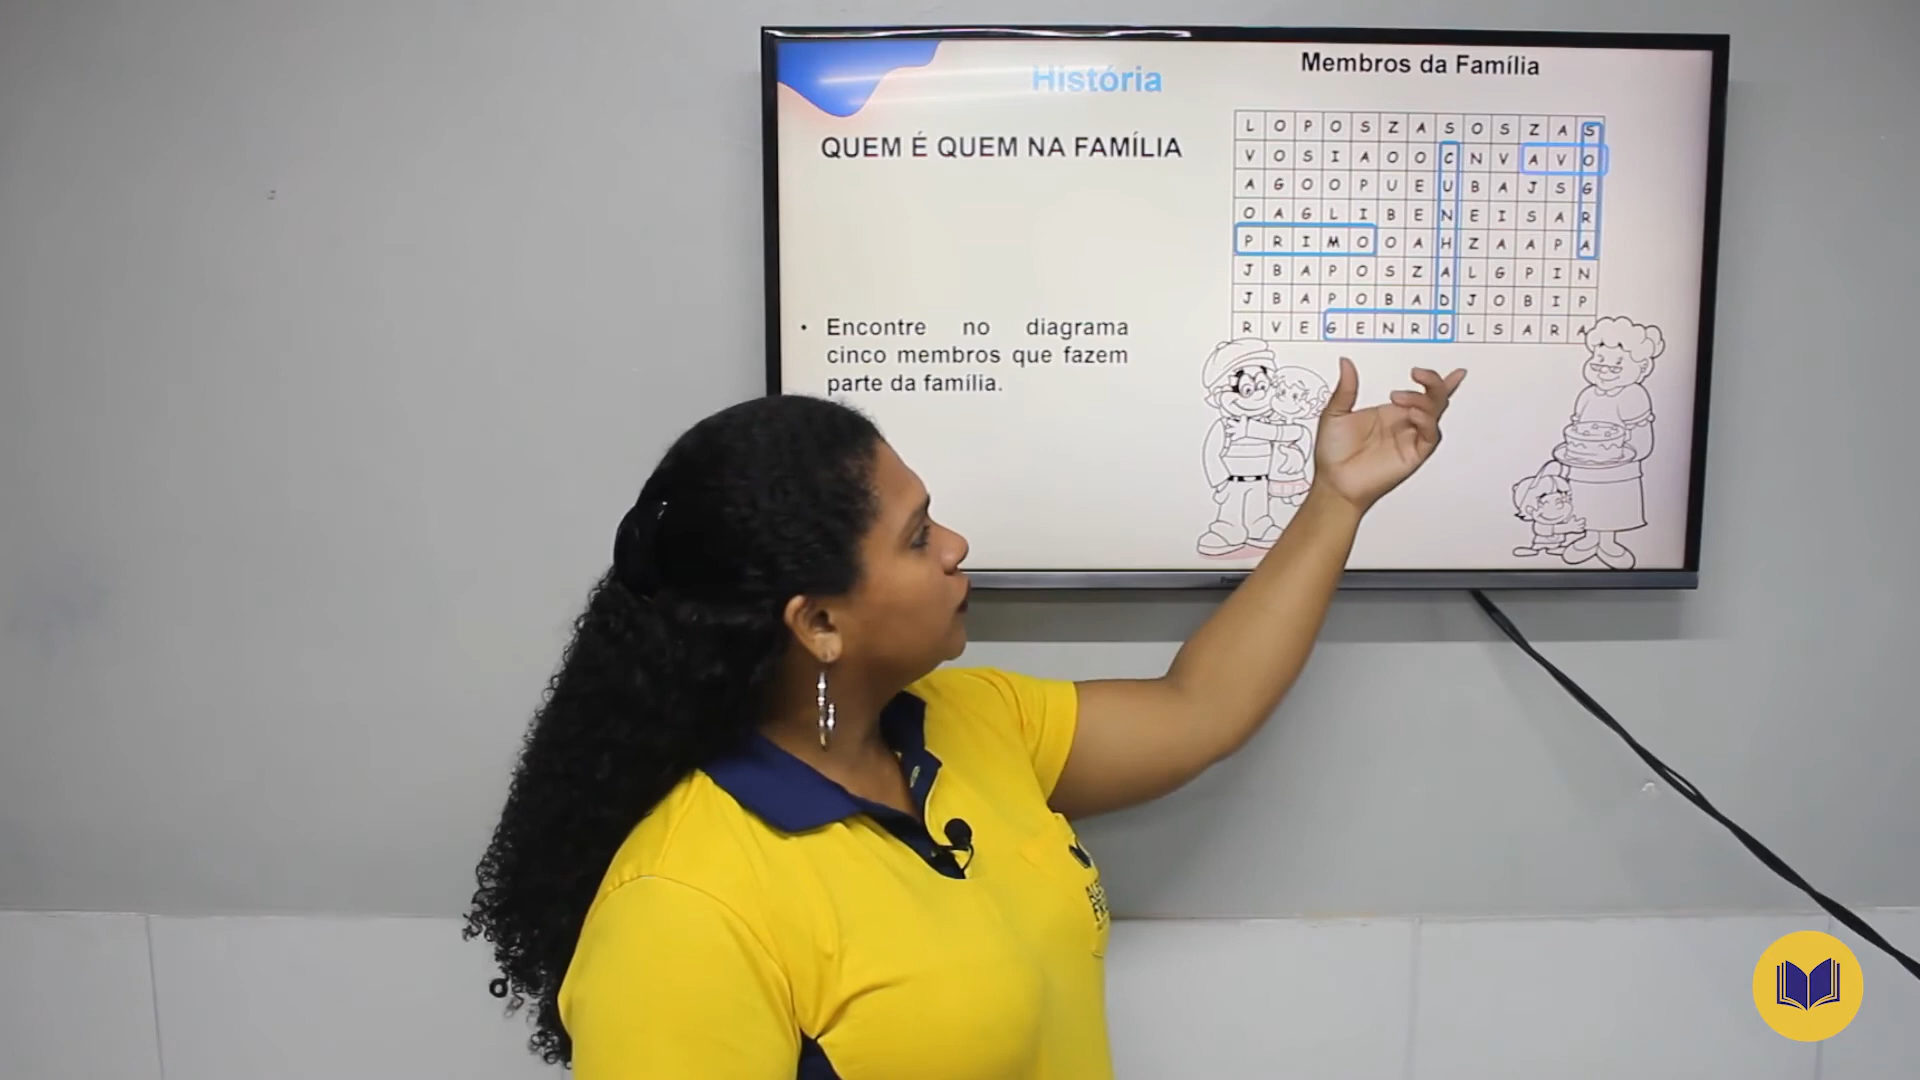 História
Membros da Família
QUEM É QUEM NA FAMÍLIA
Encontre no diagrama
cinco membros que fazem
parte da família.
L O P O S Z A S O S Z A S
V O S I A O O C N V A V O
A G O O P U E U B A J S G
O A G L I B E N E I S A R
P R I M O O A H Z A A P A
J B A P O S Z A L G P I N
J B A P O B A D J O B I P
R V E G E N R O L S A R A